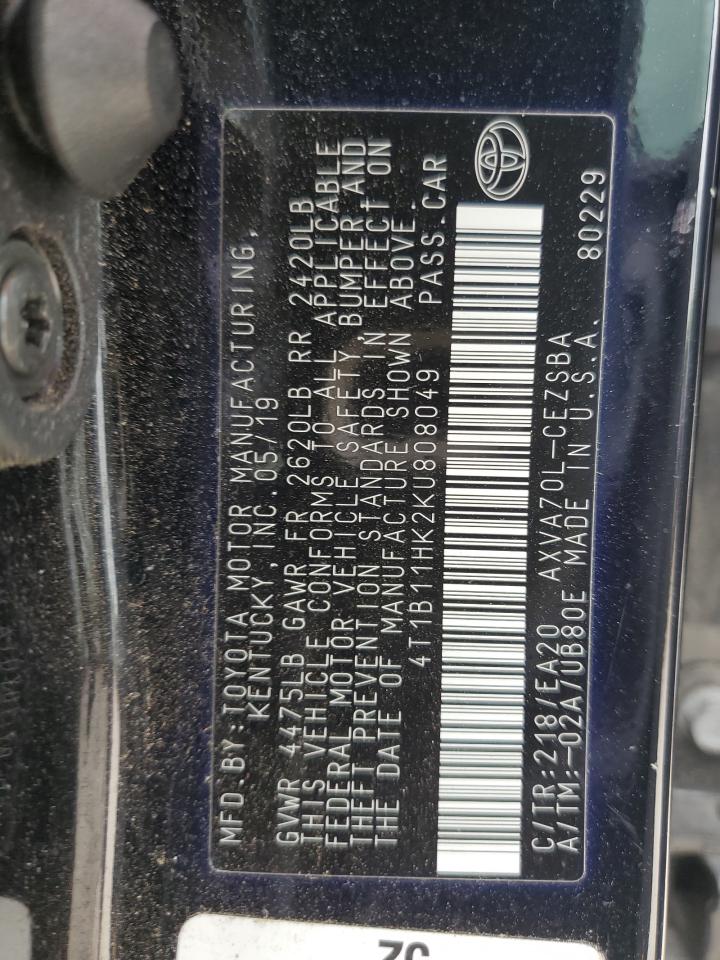 MFD.BY:TOYOTA MOTOR MANUFACTURING,
KENTUCKY,INC.05/19
GVWR 4475LB GAWR FR 2620LB RR 2420LB
THIS VEHICLE CONFORMS TO ALL APPLICABLE
FEDERAL MOTOR VEHICLE SAFETY, BUMPER AND
THEFT PREVENTION STANDARDS IN EFFECT ON
THE DATE OF MANUFACTURE SHOWN ABOVE.
4T1B11HK2KU808049 PASS.CAR
C/TR:218/EA20 AXVA70L-CEZSBA
A/TM:-02A/UB80E MADE IN U.S.A. 80229